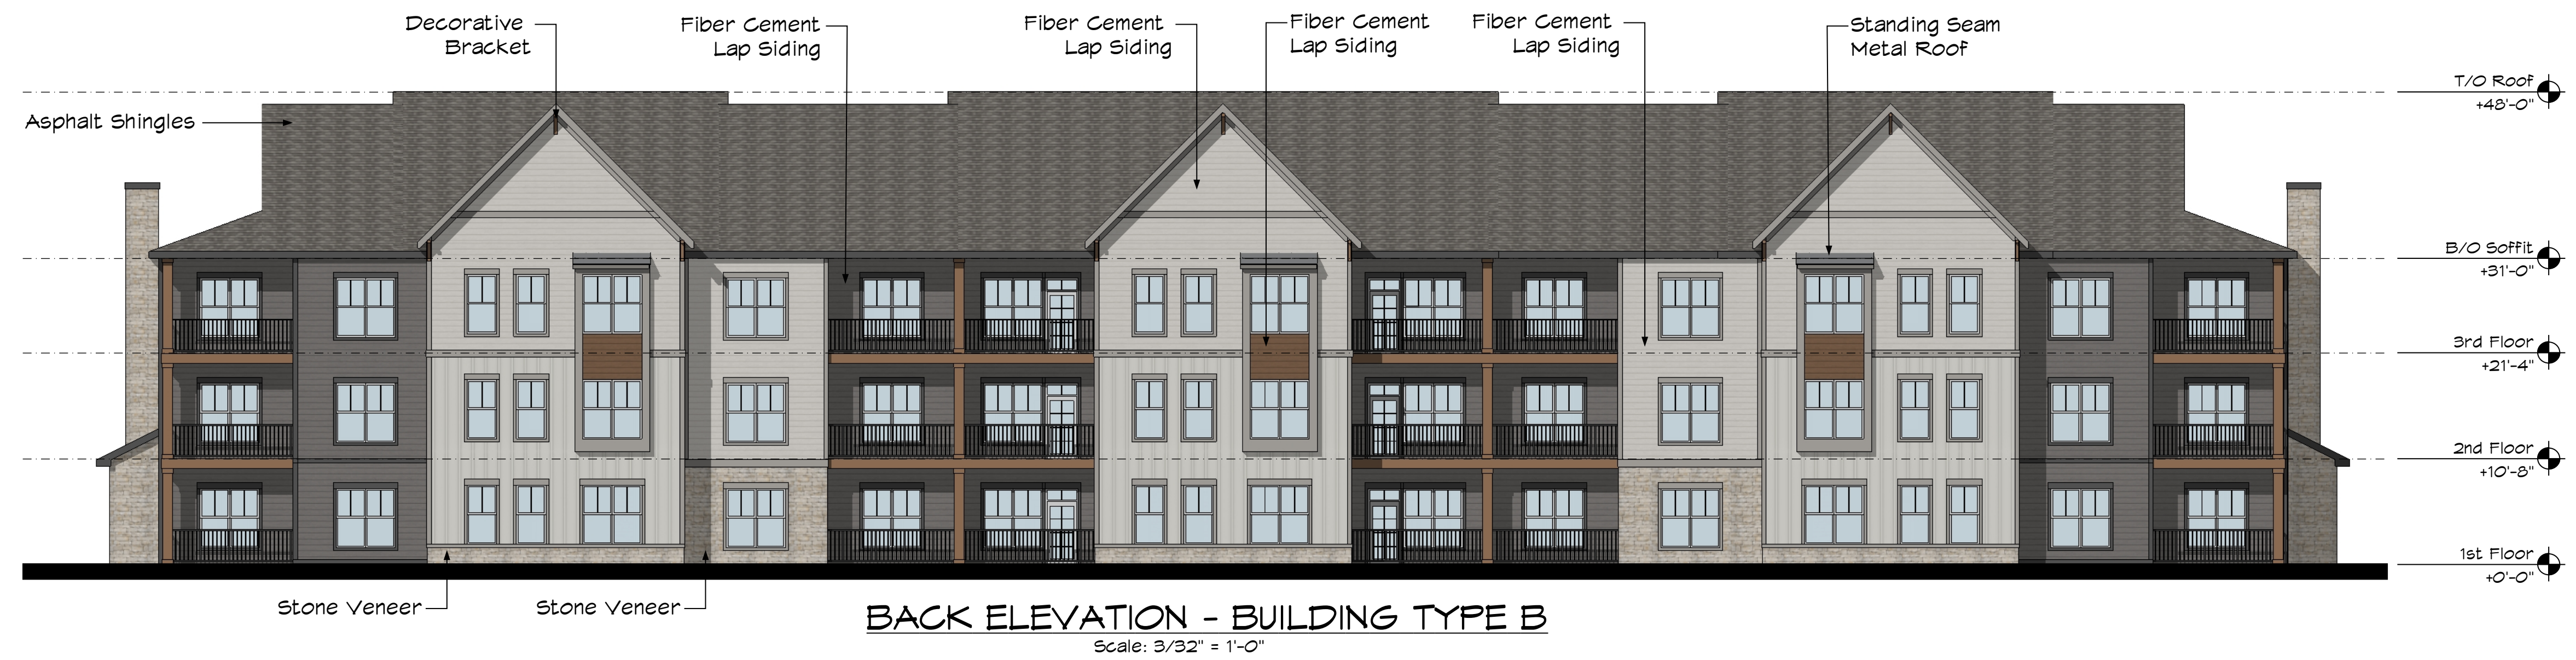 Decorative
Bracket
Fiber Cement
Lap Siding
Fiber Cement
Lap Siding
Fiber Cement
Lap Siding
Fiber Cement
Lap Siding
Standing Seam
Metal Roof
Asphalt Shingles
T/O Roof
+48'-0"
B/O Soffit
+31'-0"
3rd Floor
+21'-4"
2nd Floor
+10'-8"
1st Floor
+0'-0"
Stone Veneer
Stone Veneer
BACK ELEVATION - BUILDING TYPE B
Scale: 3/32" = 1'-0"